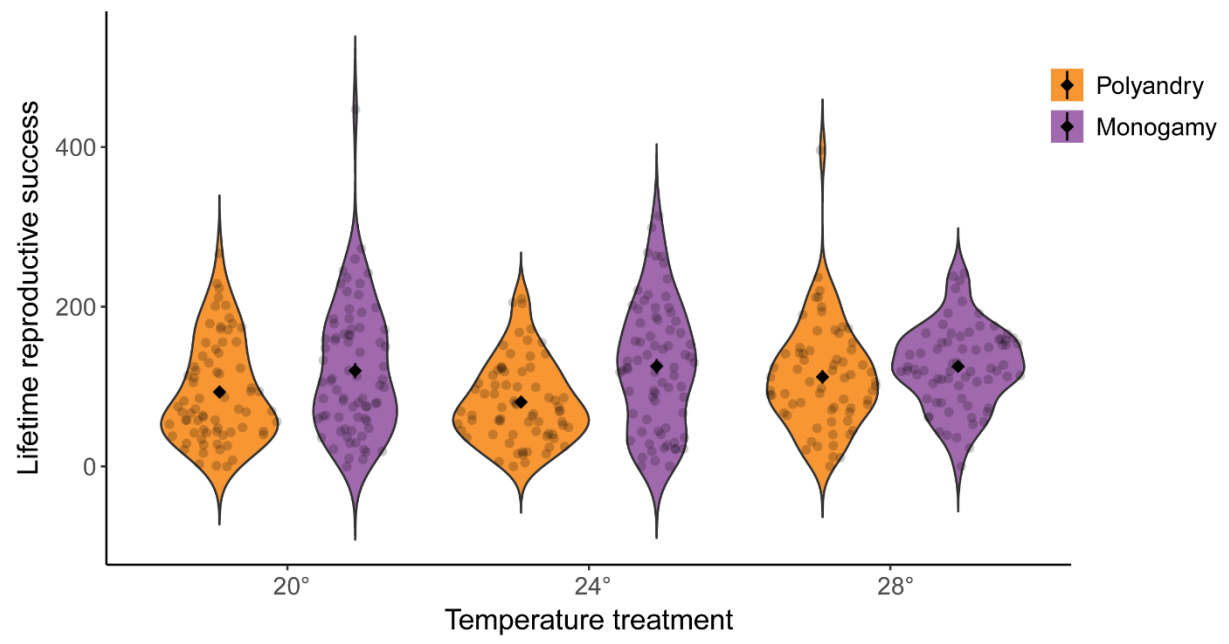 Polyandry
Monogamy
Lifetime reproductive success
400
200
0
20°
24°
28°
Temperature treatment